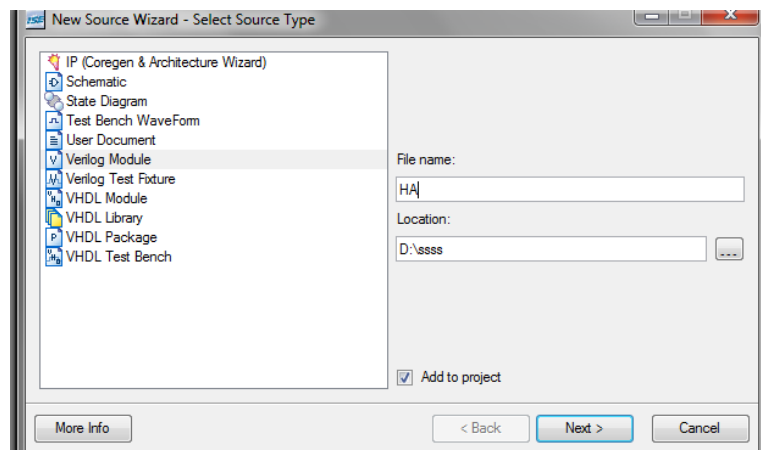 ISE New Source Wizard - Select Source Type
IP (Coregen & Architecture Wizard)
Schematic
State Diagram
Test Bench WaveForm
User Document
Verilog Module
Verilog Test Fixture
VHDL Module
VHDL Library
VHDL Package
VHDL Test Bench
File name:
HA
Location:
D:\ssss
...
Add to project
More Info
< Back
Next >
Cancel